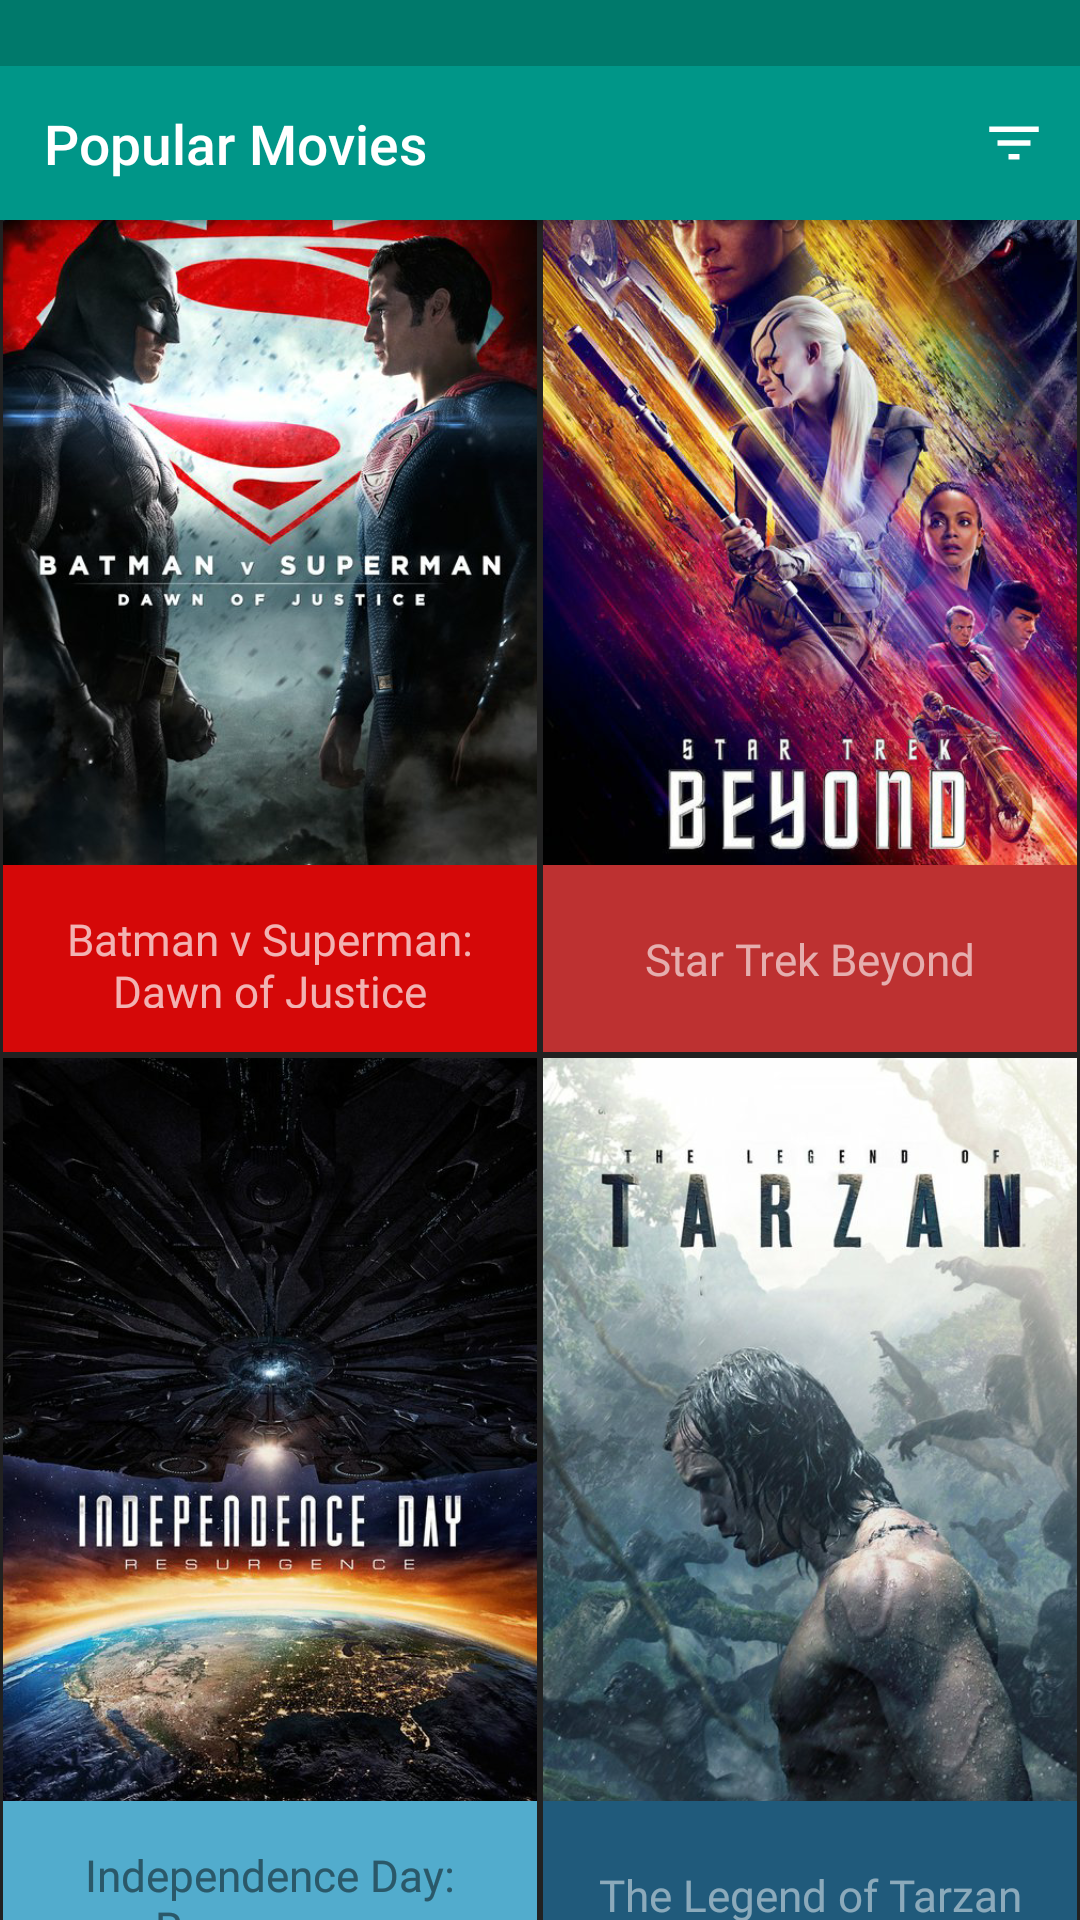 Popular Movies
BATMAN v SUPERMAN
DAWN OF JUSTICE
STAR TREK
BEYOND
Batman v Superman:
Dawn of Justice
Star Trek Beyond
THE LEGEND OF
TARZAN
INDEPENDENCE DAY
RESURGENCE
Independence Day:
The Legend of Tarzan